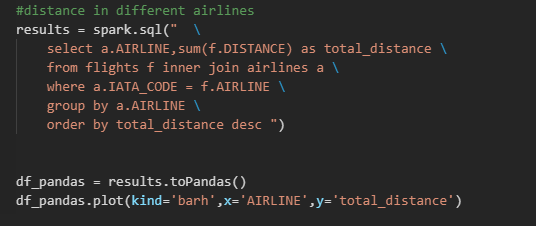 #distance in different airlines
results = spark.sql(" \
select a.AIRLINE,sum(f.DISTANCE) as total_distance \
from flights f inner join airlines a \
where a.IATA_CODE = f.AIRLINE \
group by a.AIRLINE \
order by total_distance desc ")
df_pandas = results.toPandas()
df_pandas.plot(kind='barh',x='AIRLINE',y='total_distance')